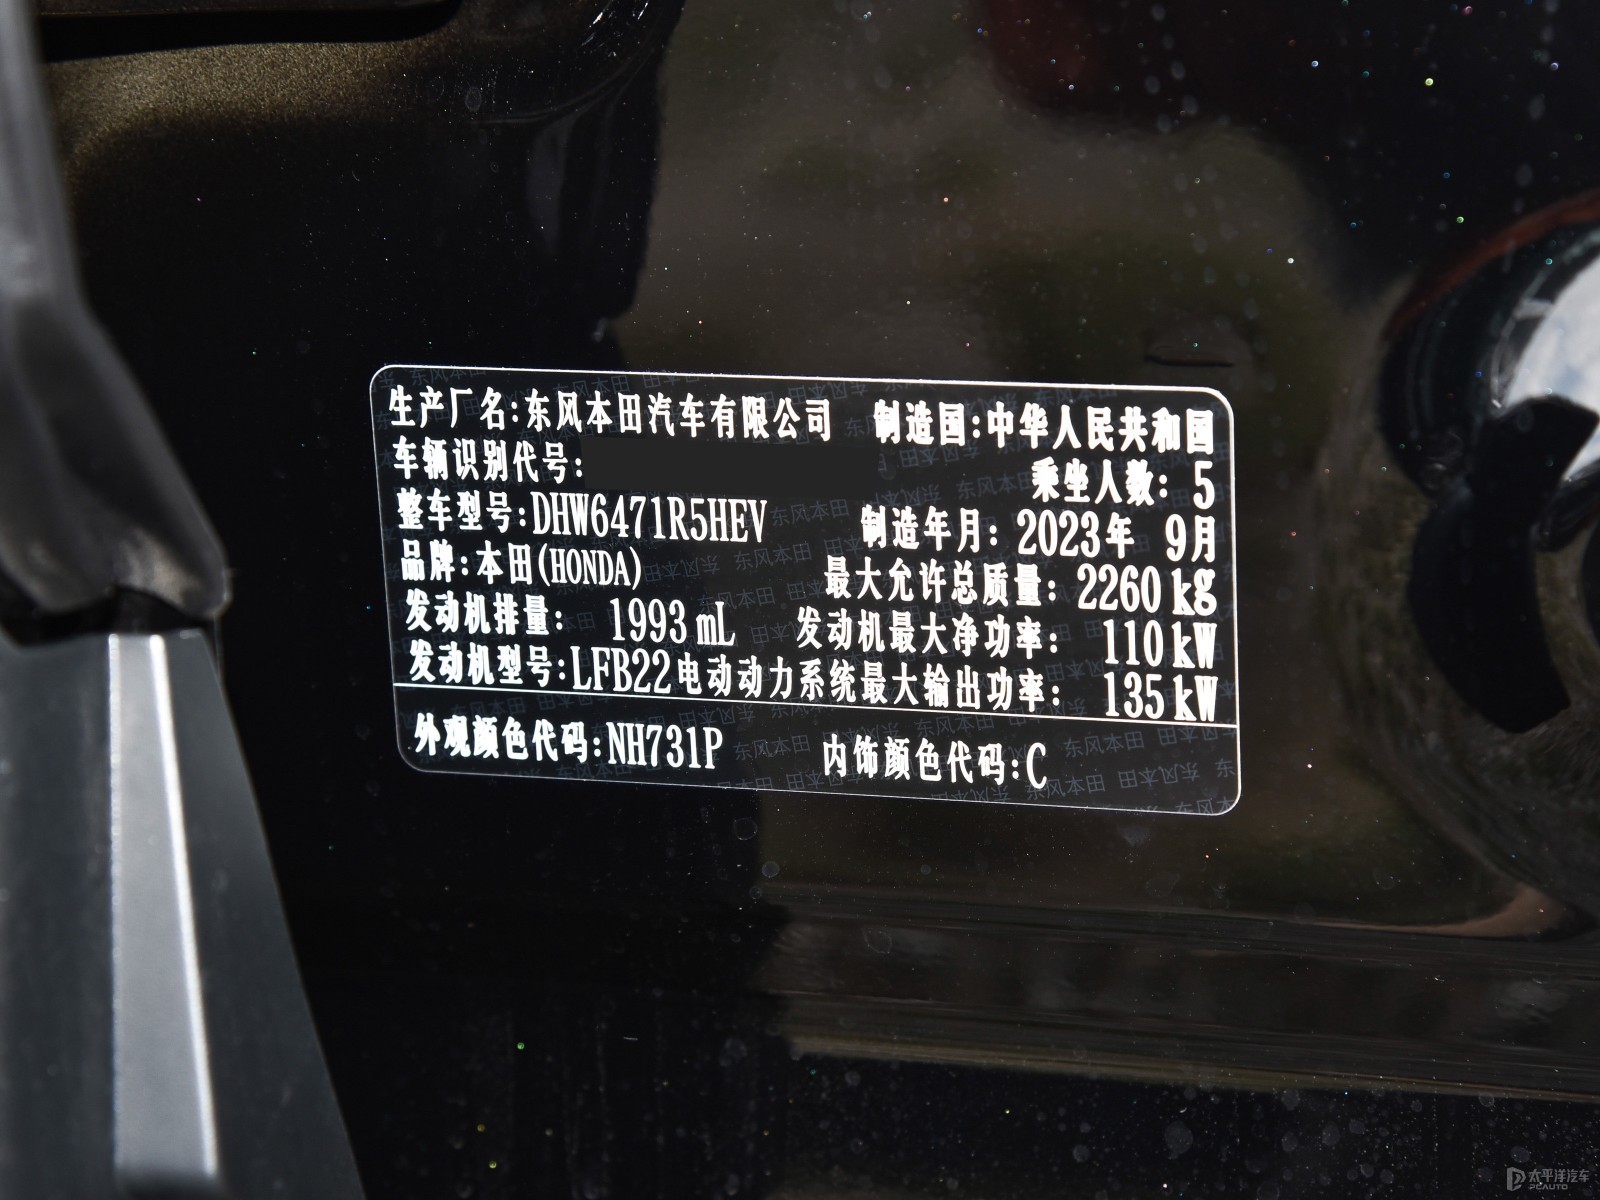 生产厂名:东风本田汽车有限公司 制造国:中华人民共和国
车辆识别代号: 乘坐人数: 5
整车型号:DHW6471R5HEV 制造年月: 2023年 9月
品牌:本田(HONDA) 最大允许总质量: 2260 kg
发动机排量: 1993 mL 发动机最大净功率: 110 kW
发动机型号:LFB22 电动动力系统最大输出功率: 135 kW
外观颜色代码:NH731P 内饰颜色代码:C
太平洋汽车
PCAUTO